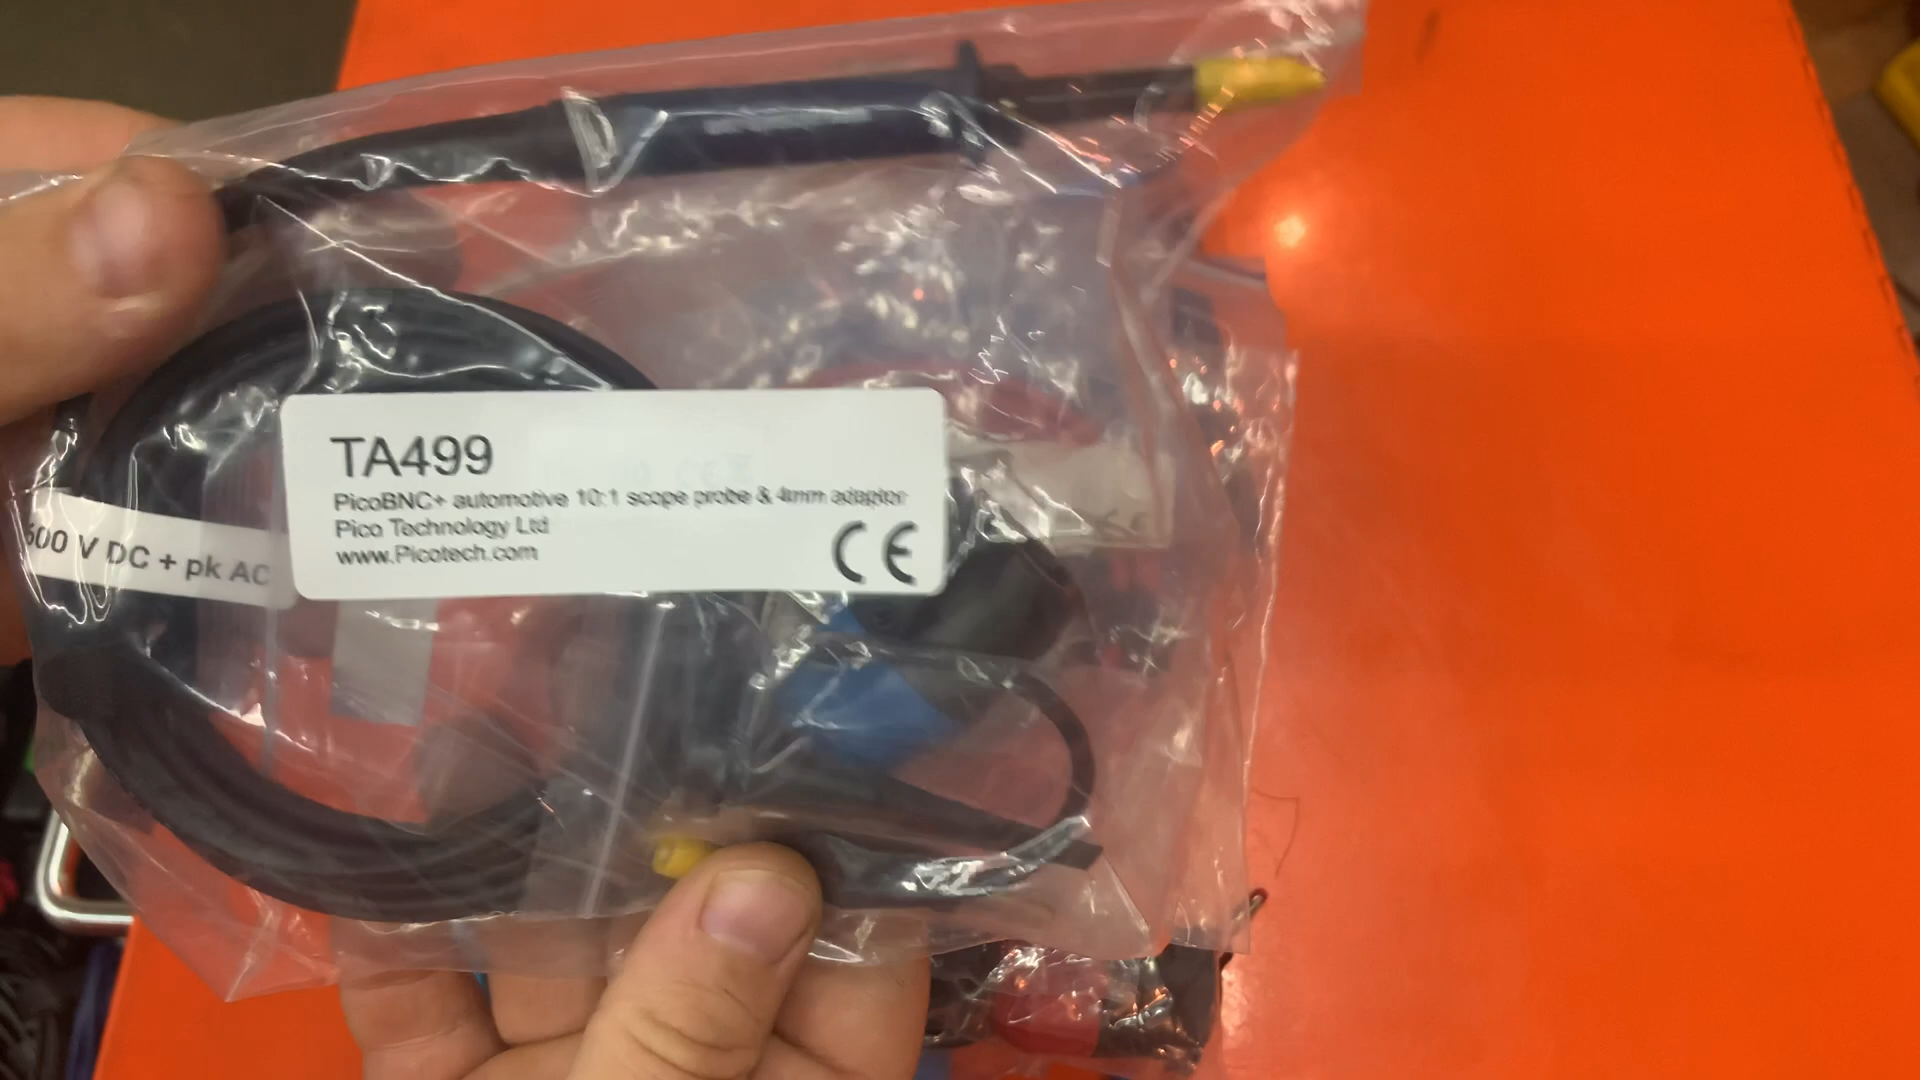 TA499
PicoBNC+ automotive 10:1 scope probe & 4mm adaptor
Pico Technology Ltd
www.Picotech.com
CE
600 V DC + pk AC